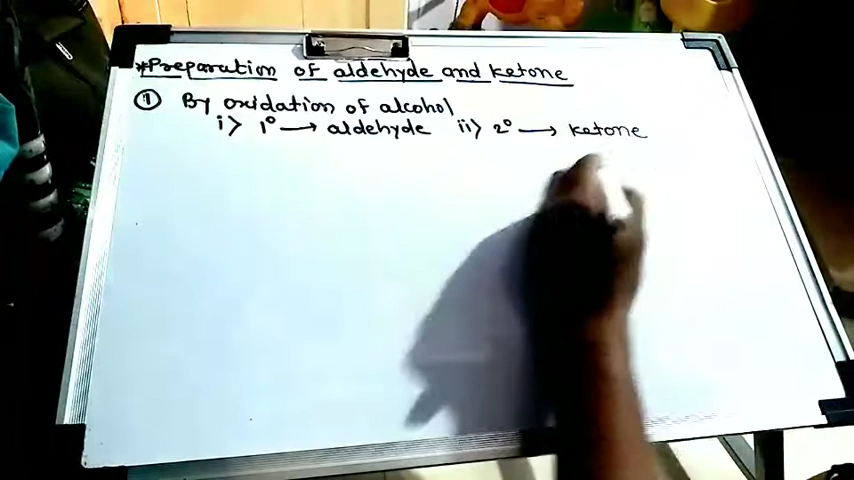 *Preparation of aldehyde and ketone
① By oxidation of alcohol
i> 1° → aldehyde ii> 2° → ketone